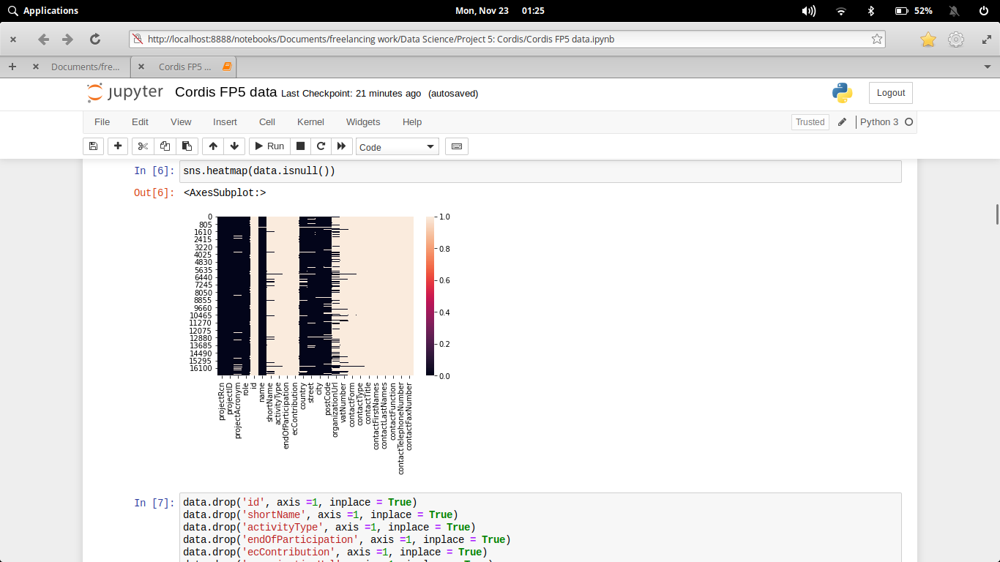 Applications
Mon, Nov 23 01:25
52%
http://localhost:8888/notebooks/Documents/freelancing work/Data Science/Project 5: Cordis/Cordis FP5 data.ipynb
Documents/fre...
Cordis FP5 ...
jupyter Cordis FP5 data Last Checkpoint: 21 minutes ago (autosaved)
Logout
File Edit View Insert Cell Kernel Widgets Help
Trusted
Python 3
Run
Code
In [6]: sns.heatmap(data.isnull())
Out[6]: <AxesSubplot:>
0
805
1610
2415
3220
4025
4830
5635
6440
7245
8050
8855
9660
10465
11270
12075
12880
13685
14490
15295
16100
1.0
0.8
0.6
0.4
0.2
0.0
projectRcn
projectID
projectAcronym
role
id
name
shortName
activityType
endOfParticipation
ecContribution
country
street
city
postCode
organizationUrl
vatNumber
contactForm
contactType
contactTitle
contactFirstNames
contactLastNames
contactFunction
contactTelephoneNumber
contactFaxNumber
In [7]: data.drop('id', axis =1, inplace = True)
data.drop('shortName', axis =1, inplace = True)
data.drop('activityType', axis =1, inplace = True)
data.drop('endOfParticipation', axis =1, inplace = True)
data.drop('ecContribution', axis =1, inplace = True)